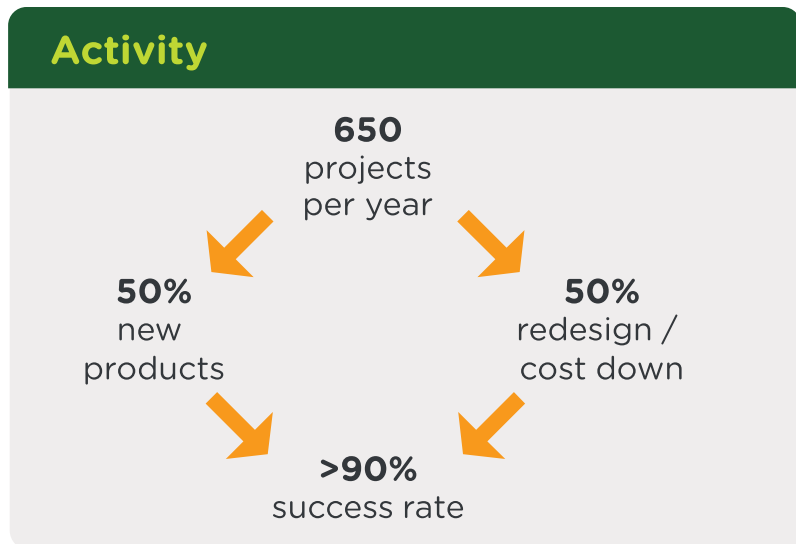 Activity
650
projects
per year
50%
new
products
50%
redesign /
cost down
>90%
success rate